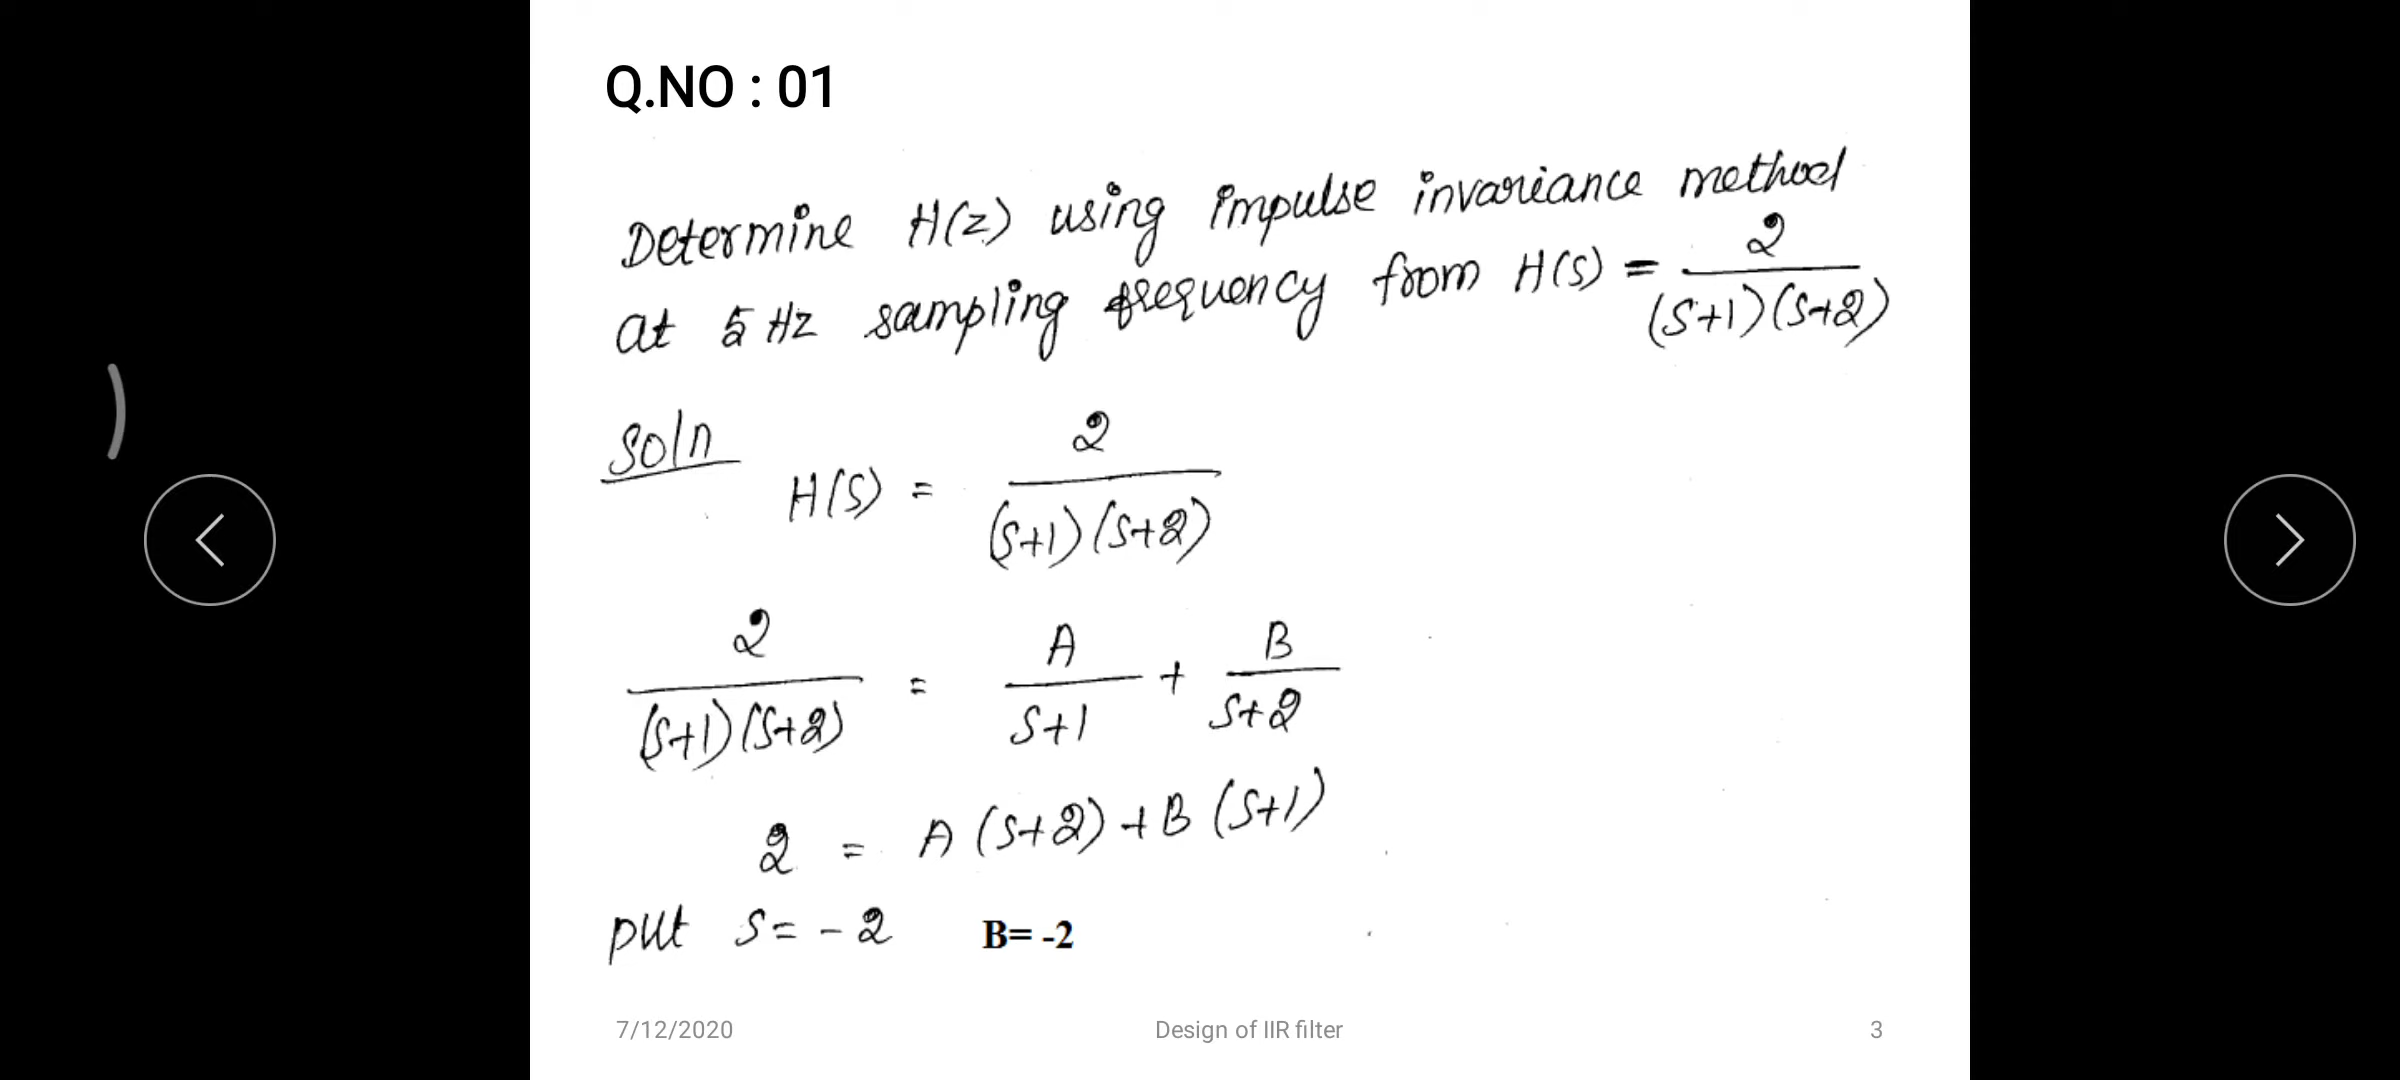 Q.NO : 01
Determine H(z) using impulse invariance method
at 5 Hz sampling frequency from H(s) = 2 / (s+1)(s+2)
Soln
H(s) = 2 / (s+1)(s+2)
2 / (s+1)(s+2) = A / s+1 + B / s+2
2 = A (s+2) + B (s+1)
put s = -2 B= -2
7/12/2020 Design of IIR filter 3